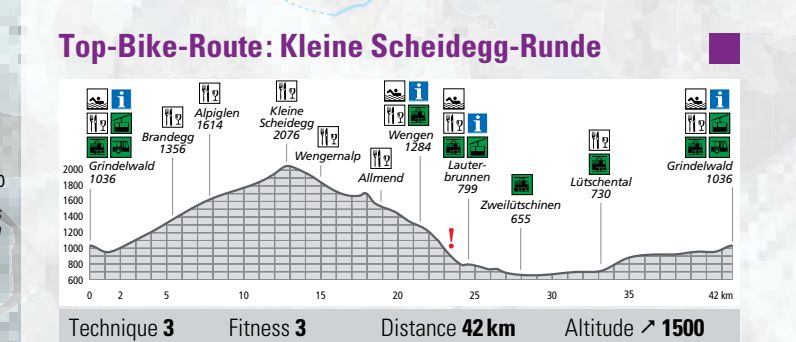 Top-Bike-Route: Kleine Scheidegg-Runde
i
Grindelwald
1036
Brandegg
1356
Alpiglen
1614
Kleine
Scheidegg
2076
Wengernalp
Allmend
i
Wengen
1284
i
Lauter-
brunnen
799
Zweilütschinen
655
Lütschental
730
i
Grindelwald
1036
!
2000
1800
1600
1400
1200
1000
800
600
0 2 5 10 15 20 25 30 35 42 km
Technique 3 Fitness 3 Distance 42 km Altitude ↗ 1500